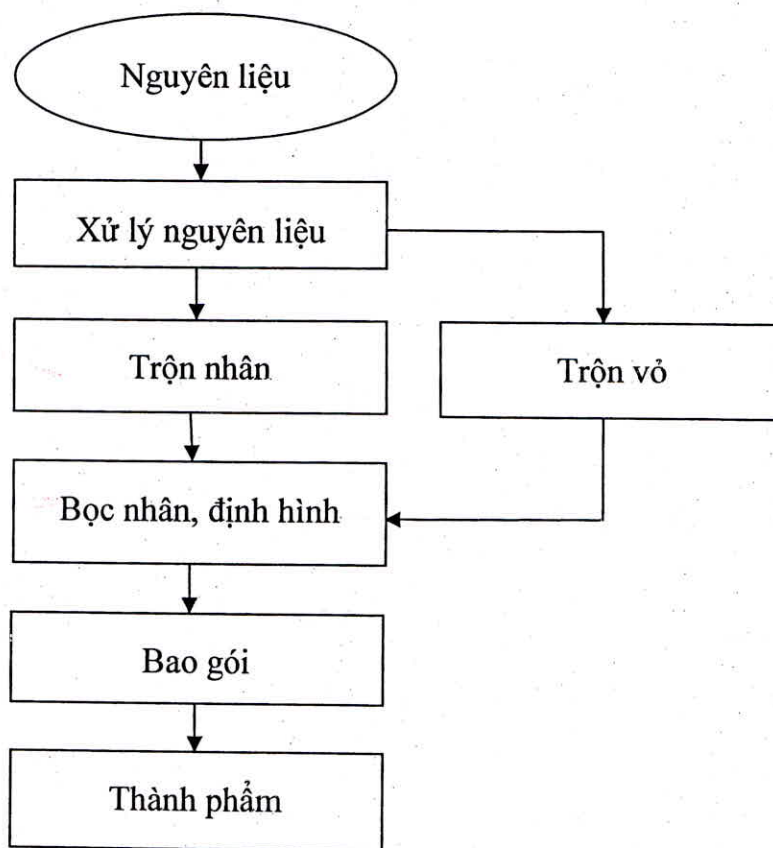 Nguyên liệu
Xử lý nguyên liệu
Trộn nhân
Trộn vỏ
Bọc nhân, định hình
Bao gói
Thành phẩm